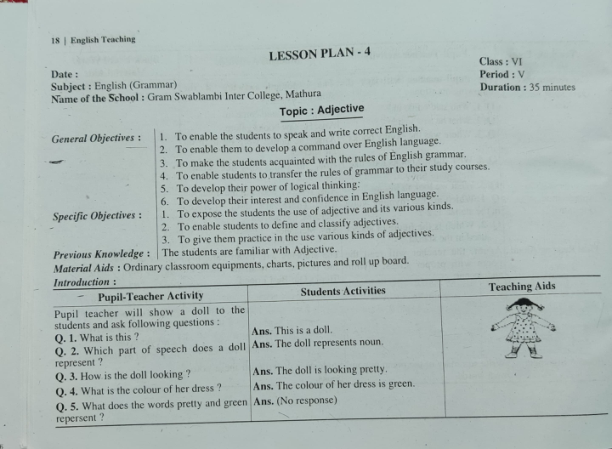 18 | English Teaching
LESSON PLAN - 4
Date :
Class : VI
Subject : English (Grammar)
Period : V
Name of the School : Gram Swablambi Inter College, Mathura
Duration : 35 minutes
Topic : Adjective
General Objectives :
1. To enable the students to speak and write correct English.
2. To enable them to develop a command over English language.
3. To make the students acquainted with the rules of English grammar.
4. To enable students to transfer the rules of grammar to their study courses.
5. To develop their power of logical thinking:
6. To develop their interest and confidence in English language.
Specific Objectives :
1. To expose the students the use of adjective and its various kinds.
2. To enable students to define and classify adjectives.
3. To give them practice in the use various kinds of adjectives.
Previous Knowledge : The students are familiar with Adjective.
Material Aids : Ordinary classroom equipments, charts, pictures and roll up board.
Introduction :
Pupil-Teacher Activity
Students Activities
Teaching Aids
Pupil teacher will show a doll to the
students and ask following questions :
Q. 1. What is this ?
Ans. This is a doll.
Q. 2. Which part of speech does a doll
represent ?
Ans. The doll represents noun.
Q. 3. How is the doll looking ?
Ans. The doll is looking pretty.
Q. 4. What is the colour of her dress ?
Ans. The colour of her dress is green.
Q. 5. What does the words pretty and green
repersent ?
Ans. (No response)